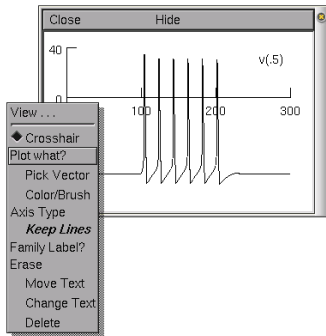 Close Hide
40
v(.5)
0
100 200 300
View . . .
Crosshair
Plot what?
Pick Vector
Color/Brush
Axis Type
Keep Lines
Family Label?
Erase
Move Text
Change Text
Delete